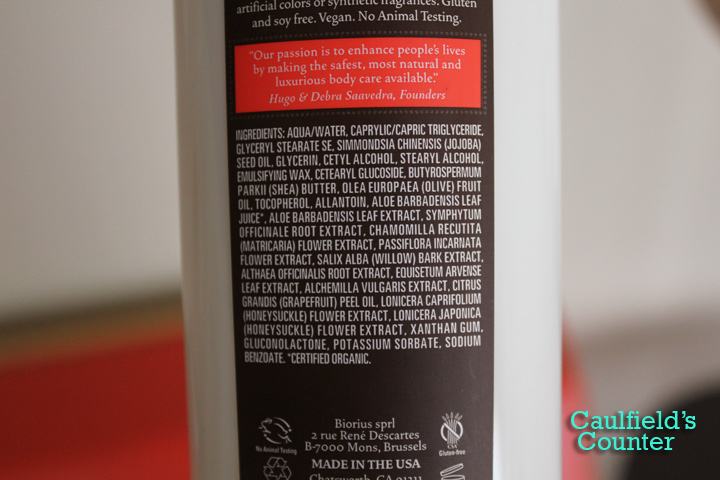 artificial colors or synthetic fragrances. Gluten
and soy free. Vegan. No Animal Testing.
“Our passion is to enhance people’s lives
by making the safest, most natural and
luxurious body care available.”
Hugo & Debra Saavedra, Founders
INGREDIENTS: AQUA/WATER, CAPRYLIC/CAPRIC TRIGLYCERIDE,
GLYCERYL STEARATE SE, SIMMONDSIA CHINENSIS (JOJOBA)
SEED OIL, GLYCERIN, CETYL ALCOHOL, STEARYL ALCOHOL,
EMULSIFYING WAX, CETEARYL GLUCOSIDE, BUTYROSPERMUM
PARKII (SHEA) BUTTER, OLEA EUROPAEA (OLIVE) FRUIT
OIL, TOCOPHEROL, ALLANTOIN, ALOE BARBADENSIS LEAF
JUICE*, ALOE BARBADENSIS LEAF EXTRACT, SYMPHYTUM
OFFICINALE ROOT EXTRACT, CHAMOMILLA RECUTITA
(MATRICARIA) FLOWER EXTRACT, PASSIFLORA INCARNATA
FLOWER EXTRACT, SALIX ALBA (WILLOW) BARK EXTRACT,
ALTHAEA OFFICINALIS ROOT EXTRACT, EQUISETUM ARVENSE
LEAF EXTRACT, ALCHEMILLA VULGARIS EXTRACT, CITRUS
GRANDIS (GRAPEFRUIT) PEEL OIL, LONICERA CAPRIFOLIUM
(HONEYSUCKLE) FLOWER EXTRACT, LONICERA JAPONICA
(HONEYSUCKLE) FLOWER EXTRACT, XANTHAN GUM,
GLUCONOLACTONE, POTASSIUM SORBATE, SODIUM
BENZOATE. *CERTIFIED ORGANIC.
No Animal Testing
Biorius sprl
2 rue René Descartes
B-7000 Mons, Brussels
MADE IN THE USA
Chatsworth, CA 91311
CSA
Gluten-free
Caulfield's
Counter